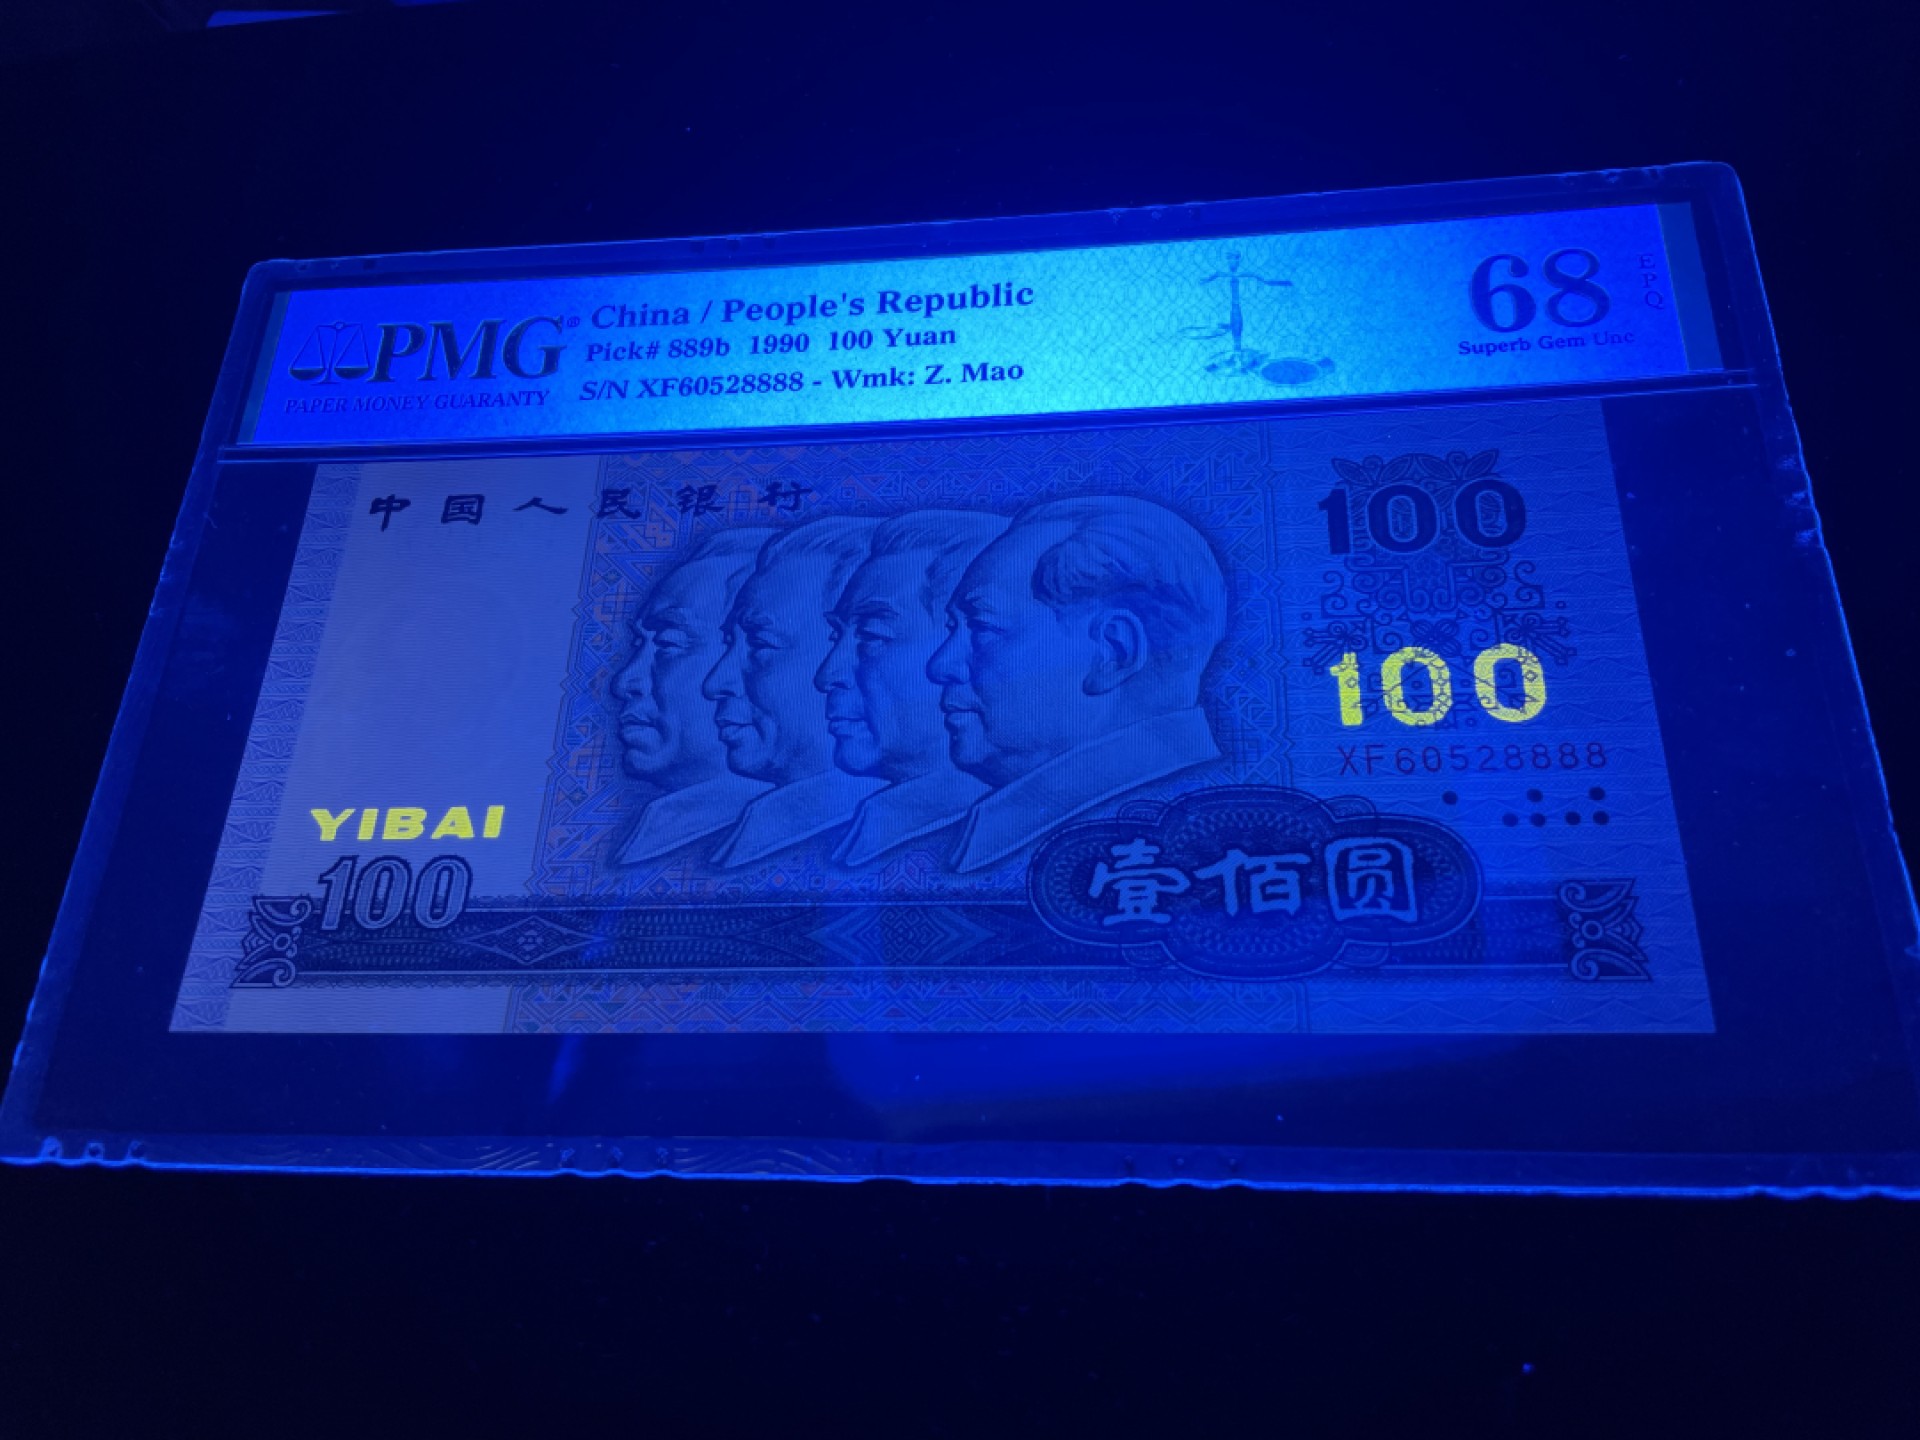 PMG®
PAPER MONEY GUARANTY
China / People's Republic
Pick# 889b 1990 100 Yuan
S/N XF60528888 - Wmk: Z. Mao
68
EPQ
Superb Gem Unc
中国人民银行
100
100
XF60528888
YIBAI
100
壹佰圆